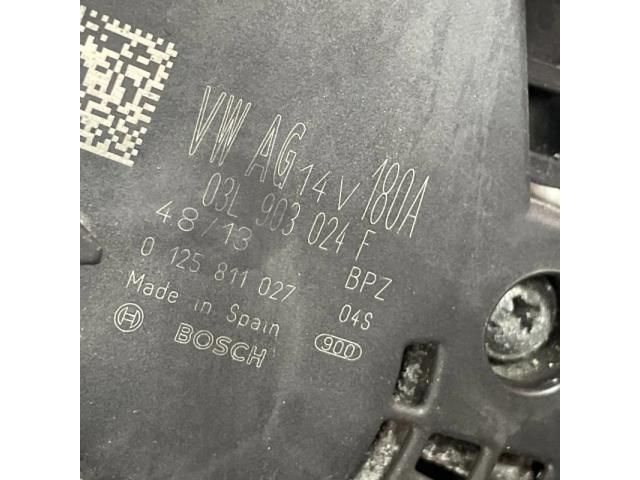 VW AG 14V 180A
03L 903 024 F
48/13
0 125 811 027 BPZ
Made in Spain 04S
BOSCH 900